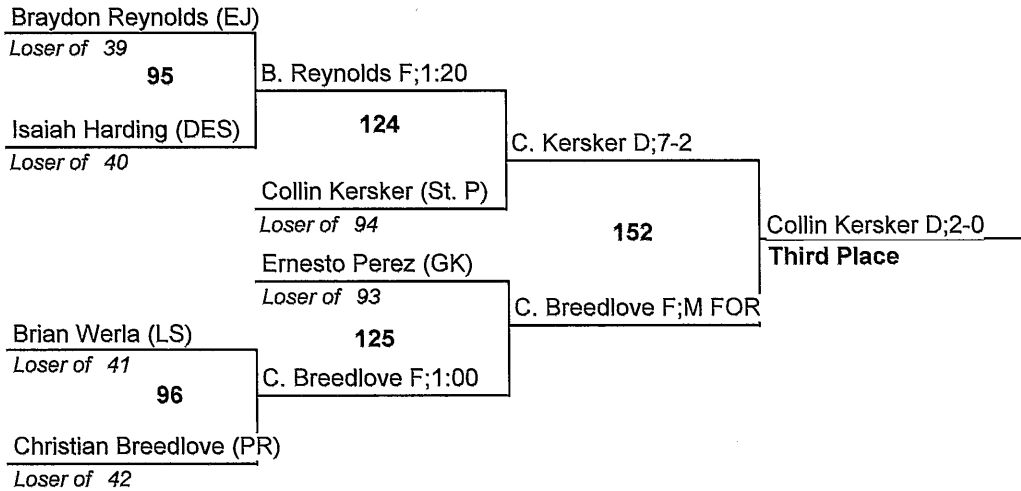 Braydon Reynolds (EJ)
Loser of 39
95
B. Reynolds F;1:20
Isaiah Harding (DES)
Loser of 40
124
C. Kersker D;7-2
Collin Kersker (St. P)
Loser of 94
152
Collin Kersker D;2-0
Third Place
Ernesto Perez (GK)
Loser of 93
C. Breedlove F;M FOR
Brian Werla (LS)
Loser of 41
125
96
C. Breedlove F;1:00
Christian Breedlove (PR)
Loser of 42